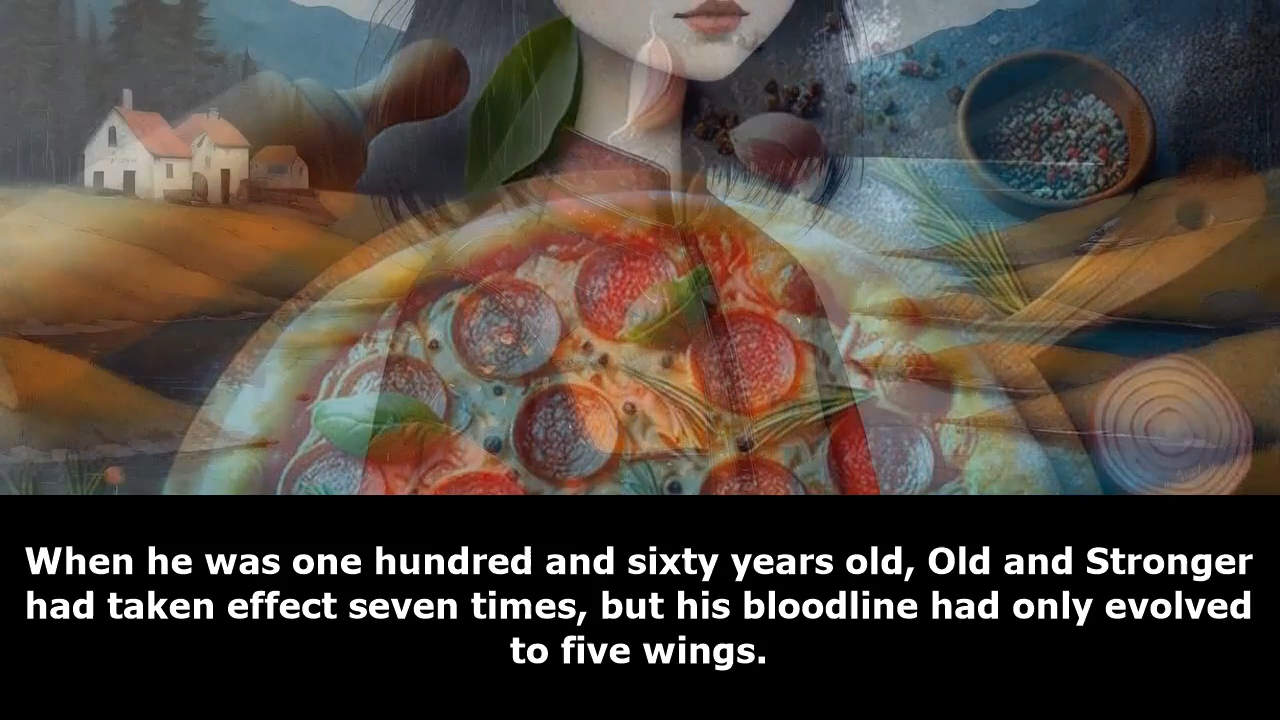 When he was one hundred and sixty years old, Old and Stronger
had taken effect seven times, but his bloodline had only evolved
to five wings.